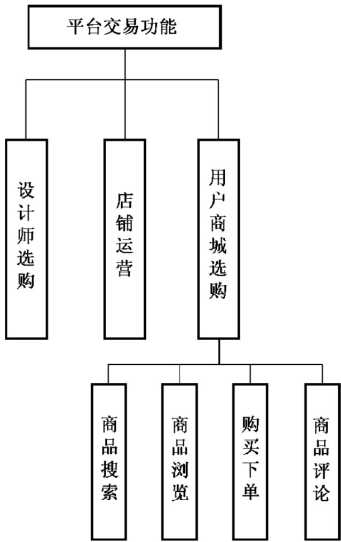 平台交易功能
设计师选购
店铺运营
用户商城选购
商品搜索
商品浏览
购买下单
商品评论